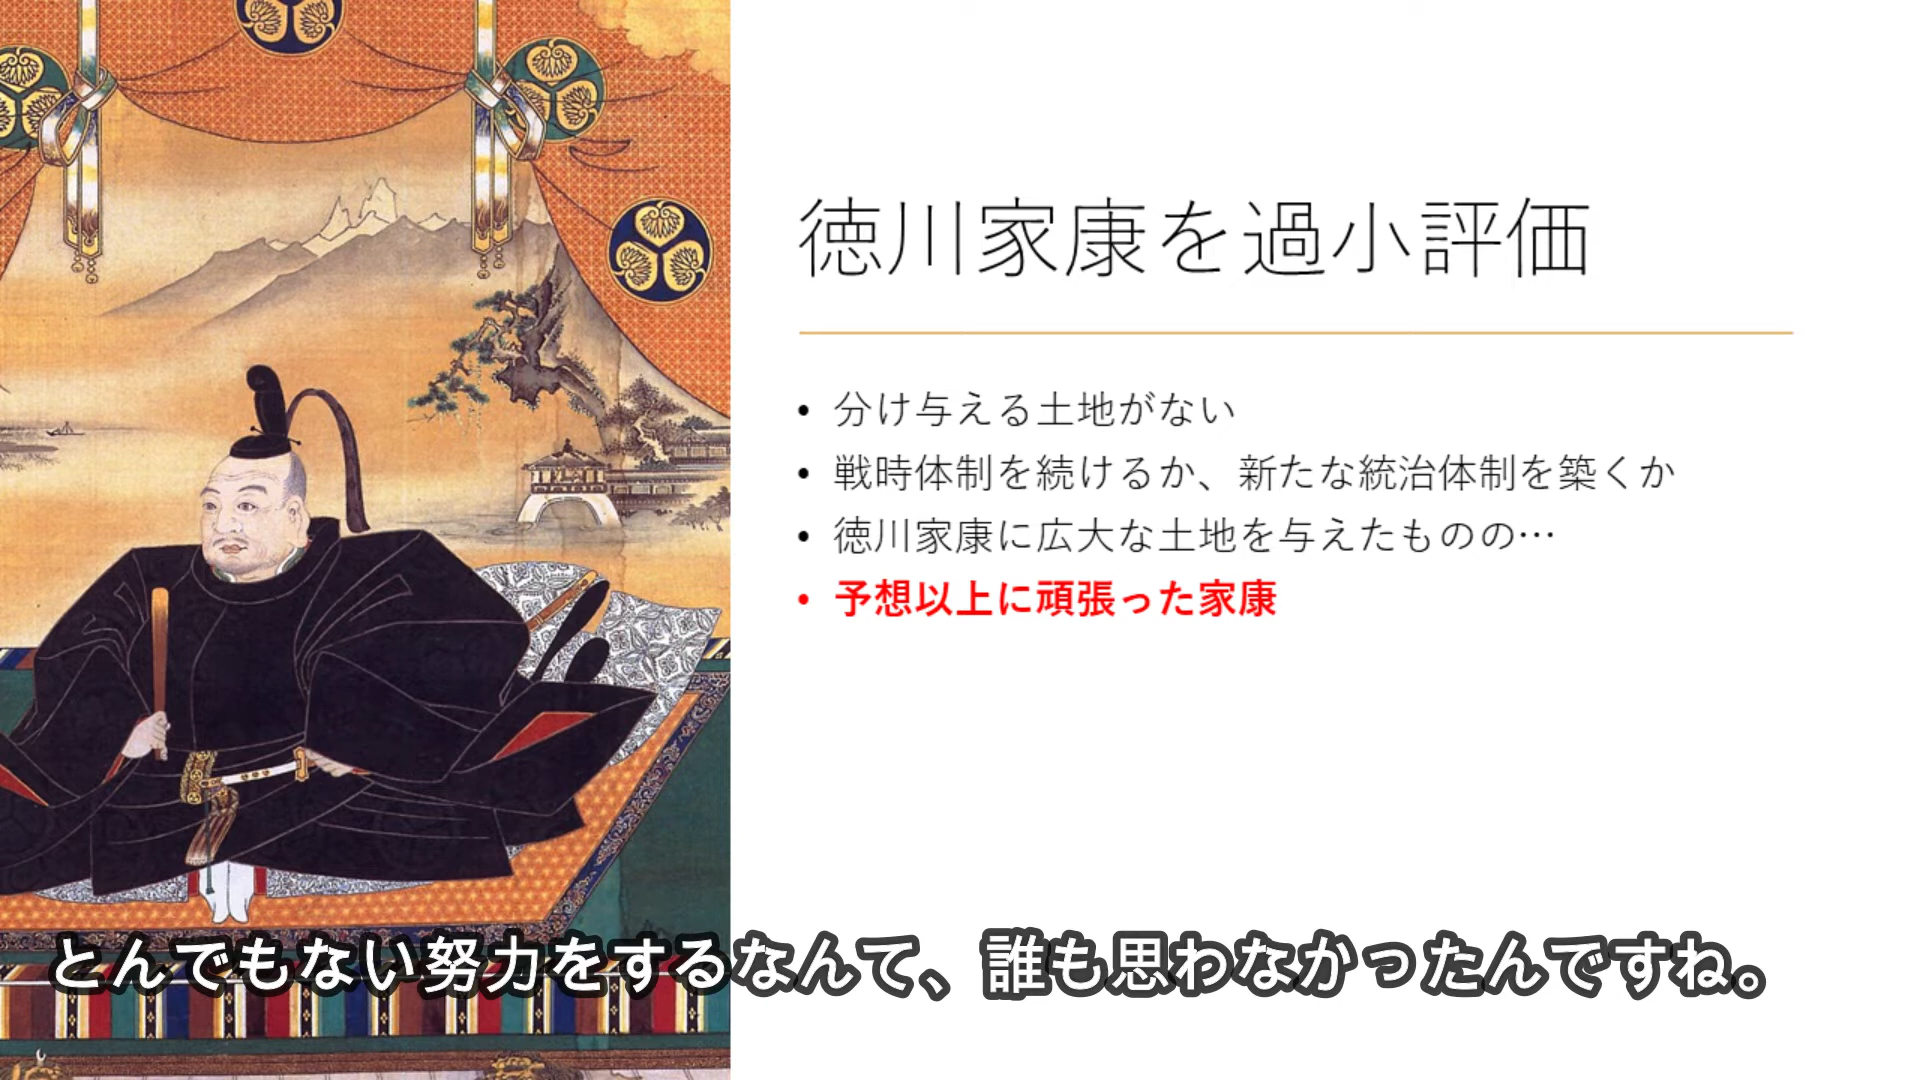 徳川家康を過小評価
• 分け与える土地がない
• 戦時体制を続けるか、新たな統治体制を築くか
• 徳川家康に広大な土地を与えたものの…
• 予想以上に頑張った家康
とんでもない努力をするなんて、誰も思わなかったんですね。